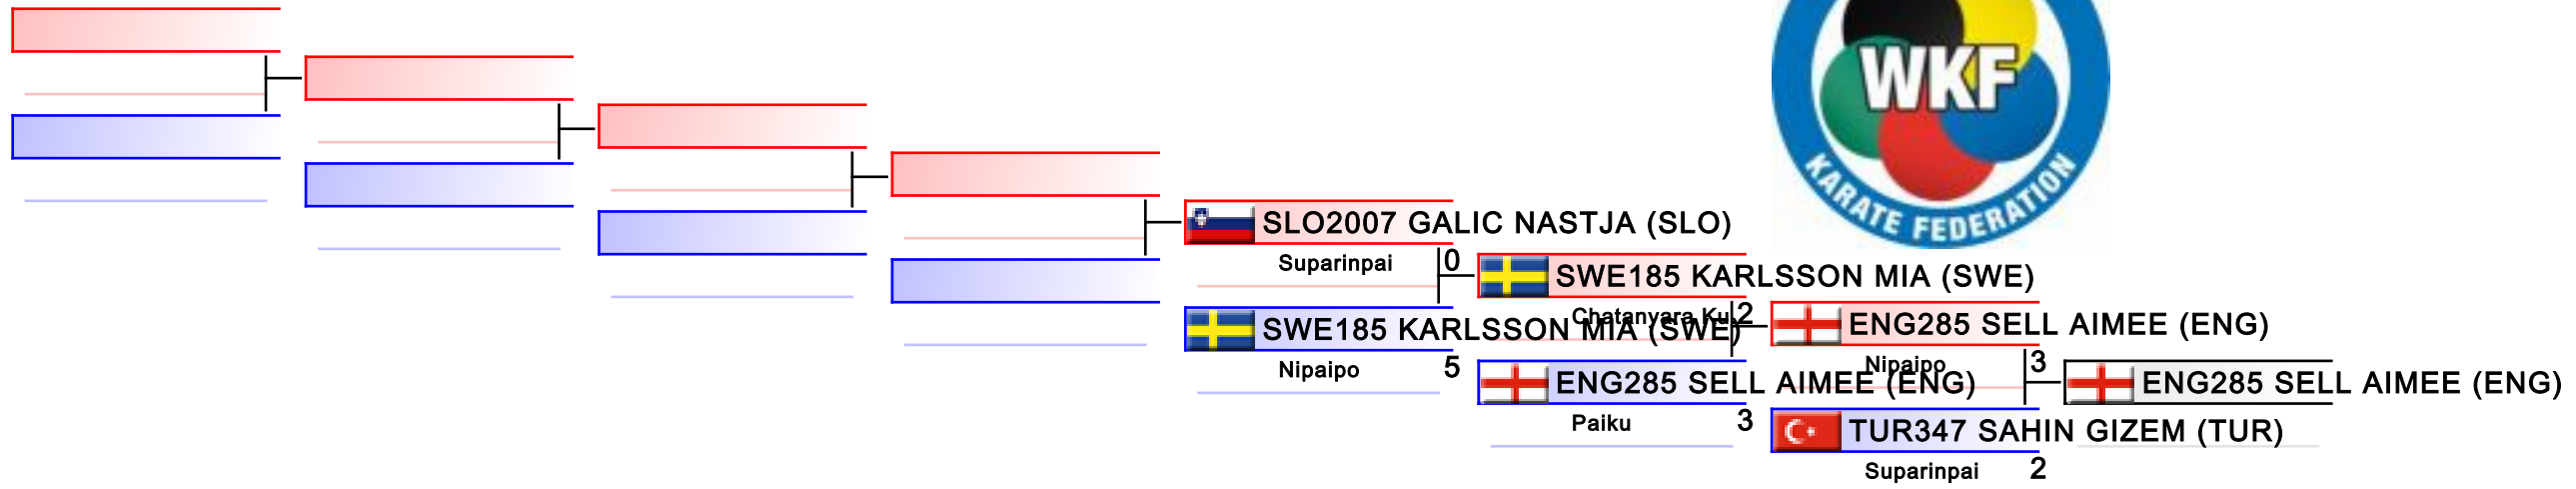 WKF
KARATE FEDERATION
SLO2007 GALIC NASTJA (SLO)
Suparinpai
0
SWE185 KARLSSON MIA (SWE)
Nipaipo
5
SWE185 KARLSSON MIA (SWE)
Chatanyara Ku
2
ENG285 SELL AIMEE (ENG)
Paiku
3
ENG285 SELL AIMEE (ENG)
Nipaipo
3
TUR347 SAHIN GIZEM (TUR)
Suparinpai
2
ENG285 SELL AIMEE (ENG)